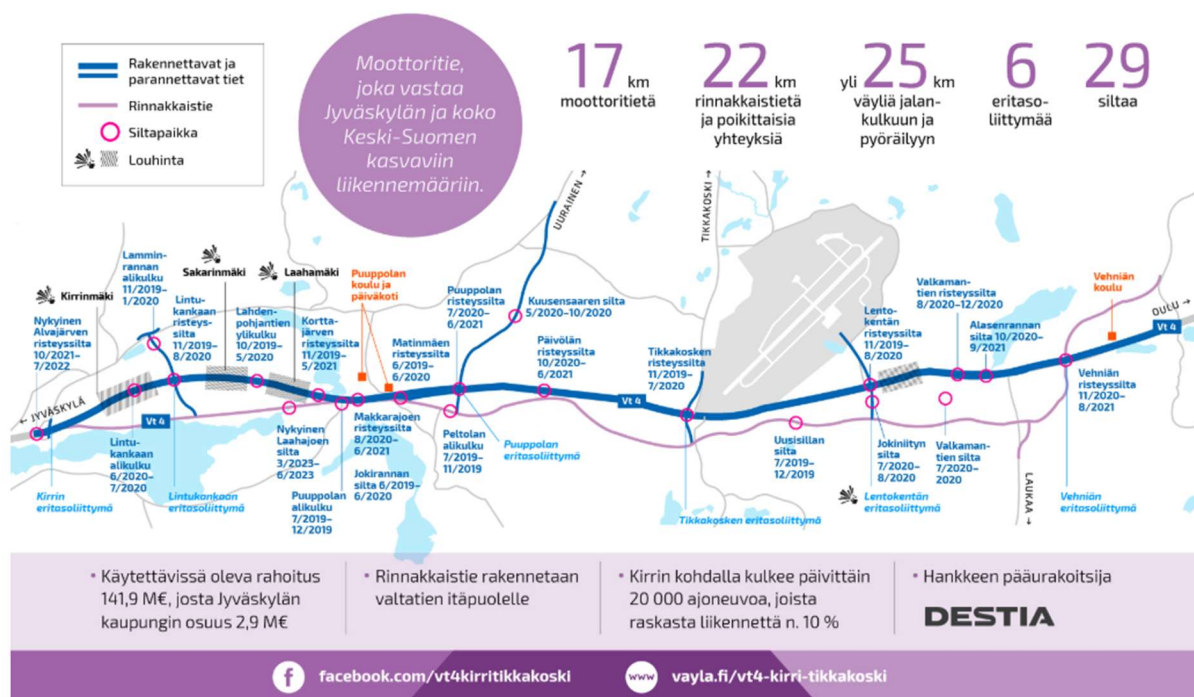 Rakennettavat ja
parannettavat tiet
Rinnakkaistie
Siltapaikka
Louhinta
Moottoritie,
joka vastaa
Jyväskylän ja koko
Keski-Suomen
kasvaviin
liikennemääriin.
17 km
moottoritietä
22 km
rinnakkaistietä
ja poikittaisia
yhteyksiä
yli 25 km
väyliä jalan-
kulkuun ja
pyöräilyyn
6
eritaso-
liittymää
29
siltaa
UURAINEN →
TIKKAKOSKI →
Kirrinmäki
Nykyinen
Alvajärven
risteyssilta
10/2021–
7/2022
Lammin-
rannan
alikulku
11/2019–
1/2020
Lintu-
kankaan
risteys-
silta
11/2019–
8/2020
Sakarinmäki
Lahden-
pohjantien
ylikulku
10/2019–
5/2020
Laahamäki
Kortta-
järven
risteyssilta
11/2019–
5/2021
Puuppolan
koulu ja
päiväkoti
Matinmäen
risteyssilta
6/2019–
6/2020
Puuppolan
risteyssilta
7/2020–
6/2021
Kuusensaaren silta
5/2020–10/2020
Päivölän
risteyssilta
10/2020–
6/2021
Tikkakosken
risteyssilta
11/2019–
7/2020
Lento-
kentän
risteyssilta
11/2019–
8/2020
Valkaman-
tien risteyssilta
8/2020–12/2020
Alasenrannan
silta 10/2020–
9/2021
Vehniän
koulu
OULU →
Vt 4
← JYVÄSKYLÄ
Vt 4
Vt 4
Kirrin
eritasoliittymä
Lintu-
kankaan
alikulku
6/2020–
7/2020
Lintukankaan
eritasoliittymä
Nykyinen
Laahajoen
silta
3/2023–
6/2023
Puuppolan
alikulku
7/2019–
12/2019
Makkarajoen
risteyssilta
8/2020–
6/2021
Jokirannan
silta 6/2019–
6/2020
Peltolan
alikulku
7/2019–
11/2019
Puuppolan
eritasoliittymä
Tikkakosken eritasoliittymä
Uusisillan
silta
7/2019–
12/2019
Jokiniityn
silta
7/2020–
8/2020
Lentokentän
eritasoliittymä
Valkaman-
tien silta
7/2020–
2020
LAUKAA →
Vehniän
risteyssilta
11/2020–
8/2021
Vehniän
eritasoliittymä
• Käytettävissä oleva rahoitus
141,9 M€, josta Jyväskylän
kaupungin osuus 2,9 M€
• Rinnakkaistie rakennetaan
valtatien itäpuolelle
• Kirrin kohdalla kulkee päivittäin
20 000 ajoneuvoa, joista
raskasta liikennettä n. 10 %
• Hankkeen pääurakoitsija
DESTIA
f facebook.com/vt4kirritikkakoski
www vayla.fi/vt4-kirri-tikkakoski